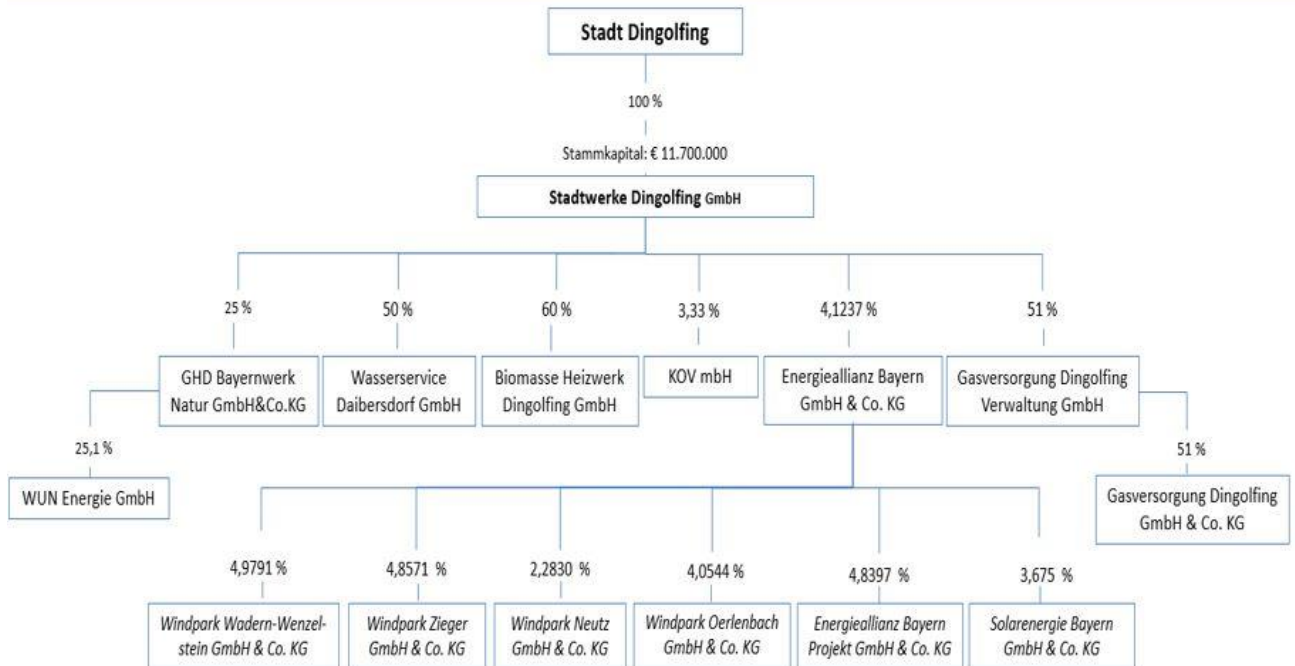 Stadt Dingolfing
100 %
Stammkapital: € 11.700.000
Stadtwerke Dingolfing GmbH
25 %
50 %
60 %
3,33 %
4,1237 %
51 %
GHD Bayernwerk
Natur GmbH&Co.KG
Wasserservice
Daibersdorf GmbH
Biomasse Heizwerk
Dingolfing GmbH
KOV mbH
Energieallianz Bayern
GmbH & Co. KG
Gasversorgung Dingolfing
Verwaltung GmbH
25,1 %
WUN Energie GmbH
51 %
Gasversorgung Dingolfing
GmbH & Co. KG
4,9791 %
4,8571 %
2,2830 %
4,0544 %
4,8397 %
3,675 %
Windpark Wadern-Wenzel-
stein GmbH & Co. KG
Windpark Zieger
GmbH & Co. KG
Windpark Neutz
GmbH & Co. KG
Windpark Oerlenbach
GmbH & Co. KG
Energieallianz Bayern
Projekt GmbH & Co. KG
Solarenergie Bayern
GmbH & Co. KG